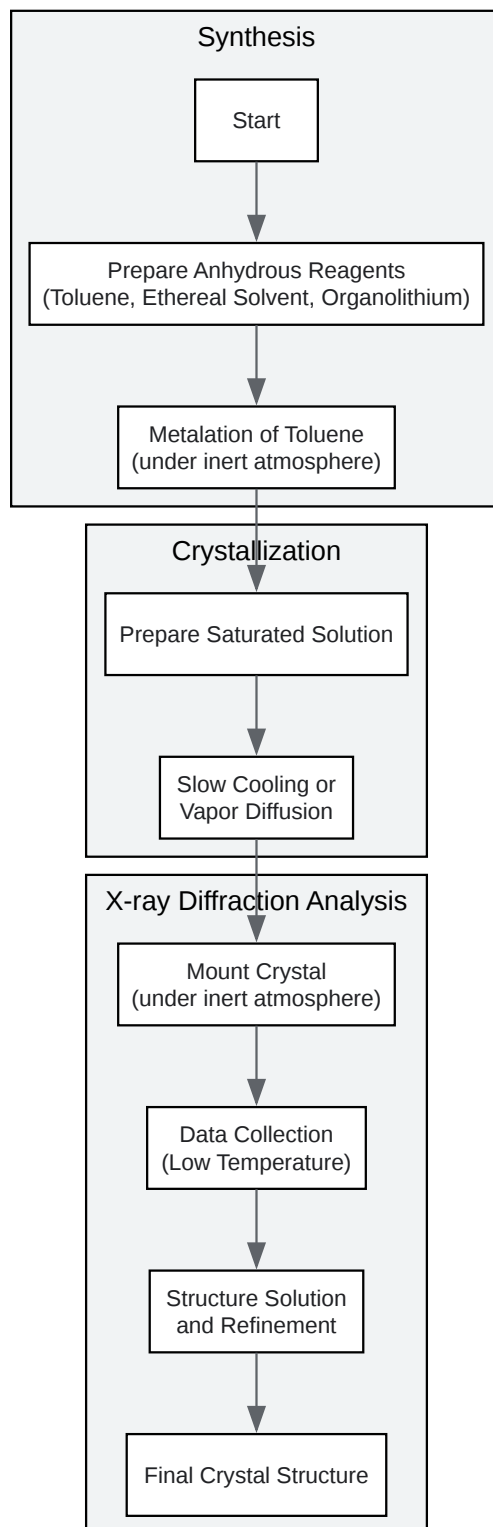 Synthesis
Start
Prepare Anhydrous Reagents
(Toluene, Ethereal Solvent, Organolithium)
Metalation of Toluene
(under inert atmosphere)
Crystallization
Prepare Saturated Solution
Slow Cooling or
Vapor Diffusion
X-ray Diffraction Analysis
Mount Crystal
(under inert atmosphere)
Data Collection
(Low Temperature)
Structure Solution
and Refinement
Final Crystal Structure